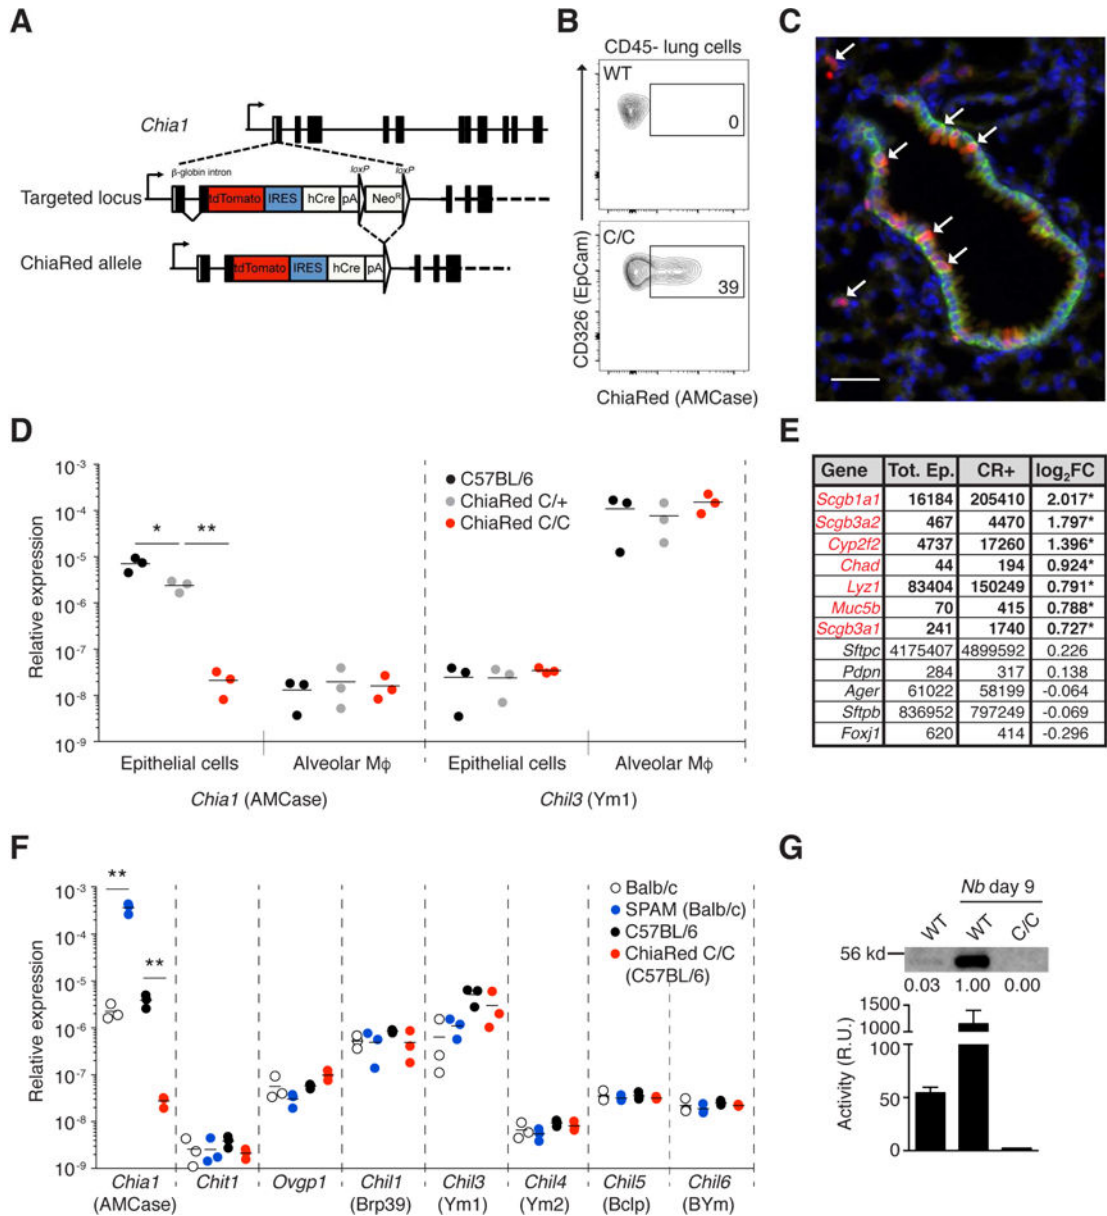 A
Chia1
β-globin intron
loxP
loxP
Targeted locus
tdTomato
IRES
hCre
pA
Neo^R
ChiaRed allele
tdTomato
IRES
hCre
pA
B
CD45- lung cells
WT
0
C/C
39
CD326 (EpCam)
ChiaRed (AMCase)
C
D
Relative expression
10^-3
10^-4
10^-5
10^-6
10^-7
10^-8
10^-9
C57BL/6
ChiaRed C/+
ChiaRed C/C
* **
Epithelial cells Alveolar Mϕ Epithelial cells Alveolar Mϕ
Chia1 (AMCase) Chil3 (Ym1)
E
Gene Tot. Ep. CR+ log2FC
Scgb1a1 16184 205410 2.017*
Scgb3a2 467 4470 1.797*
Cyp2f2 4737 17260 1.396*
Chad 44 194 0.924*
Lyz1 83404 150249 0.791*
Muc5b 70 415 0.788*
Scgb3a1 241 1740 0.727*
Sftpc 4175407 4899592 0.226
Pdpn 284 317 0.138
Ager 61022 58199 -0.064
Sftpb 836952 797249 -0.069
Foxj1 620 414 -0.296
F
Relative expression
10^-3
10^-4
10^-5
10^-6
10^-7
10^-8
10^-9
**
**
Balb/c
SPAM (Balb/c)
C57BL/6
ChiaRed C/C
(C57BL/6)
Chia1 Chit1 Ovgp1 Chil1 Chil3 Chil4 Chil5 Chil6
(AMCase) (Brp39) (Ym1) (Ym2) (Bclp) (BYm)
G
Nb day 9
WT WT C/C
56 kd
0.03 1.00 0.00
Activity (R.U.)
1500
1000
100
50
0